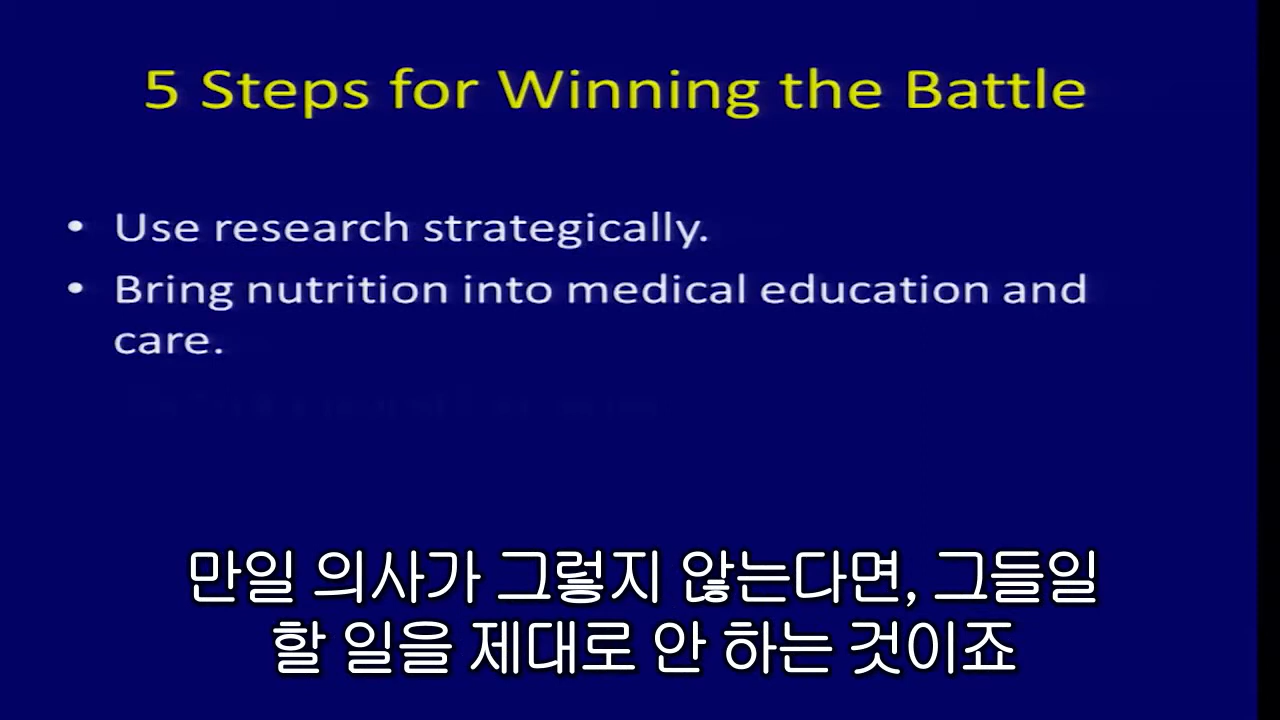 5 Steps for Winning the Battle
• Use research strategically.
• Bring nutrition into medical education and
care.
만일 의사가 그렇지 않는다면, 그들일
할 일을 제대로 안 하는 것이죠